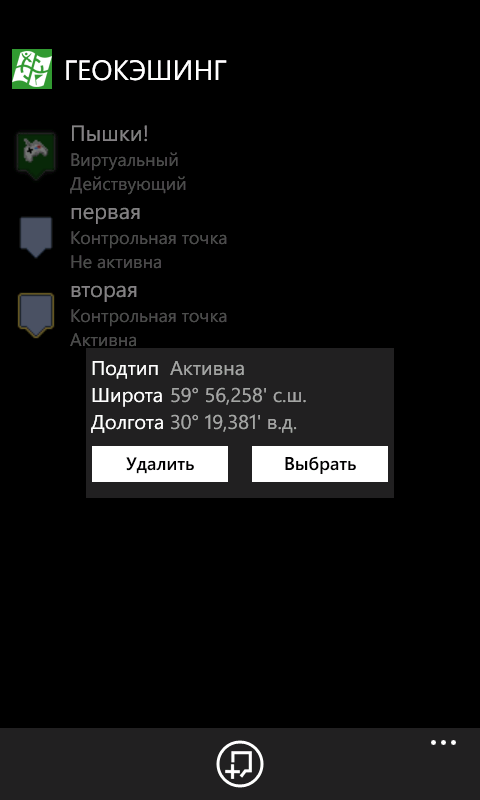 ГЕОКЭШИНГ
Пышки!
Виртуальный
Действующий
первая
Контрольная точка
Не активна
вторая
Контрольная точка
Активна
Подтип Активна
Широта 59° 56,258' с.ш.
Долгота 30° 19,381' в.д.
Удалить Выбрать